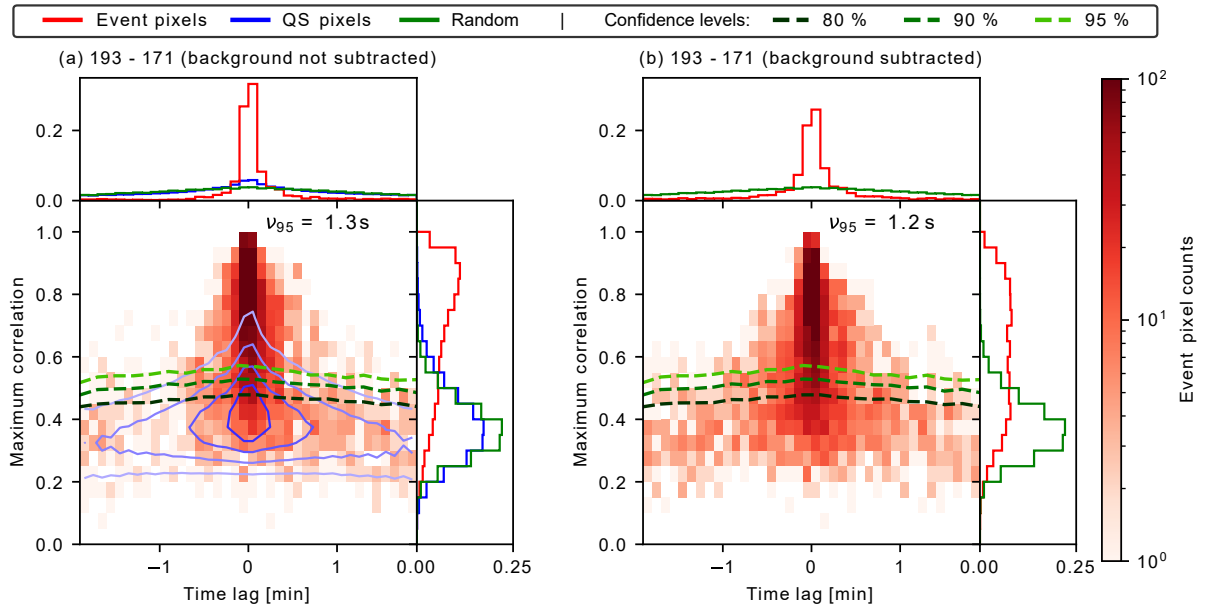 Event pixels QS pixels Random | Confidence levels: 80 % 90 % 95 %
(a) 193 - 171 (background not subtracted)
(b) 193 - 171 (background subtracted)
0.2
0.0
0.2
0.0
ν95 = 1.3 s
ν95 = 1.2 s
1.0
0.8
0.6
0.4
0.2
0.0
Maximum correlation
−1 0 1 0.00 0.25
Time lag [min]
1.0
0.8
0.6
0.4
0.2
0.0
Maximum correlation
−1 0 1 0.00 0.25
Time lag [min]
10²
10¹
10⁰
Event pixel counts